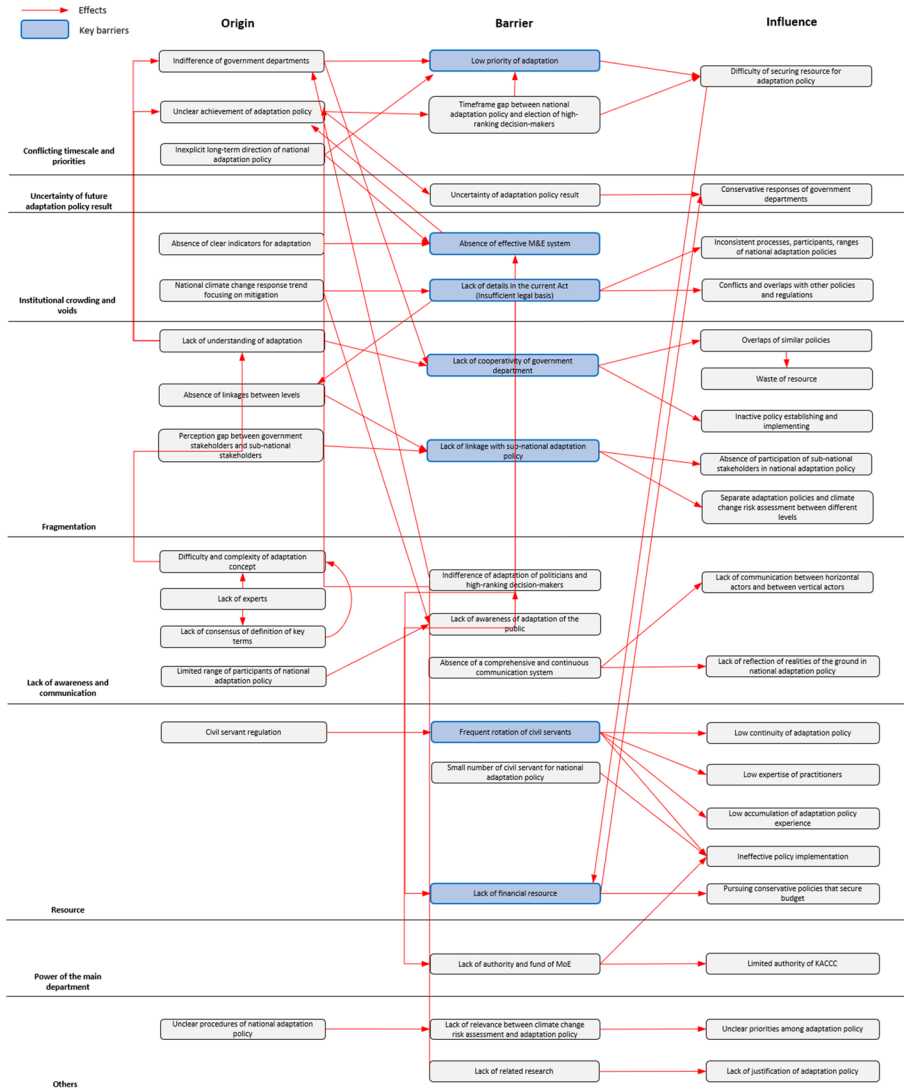 Effects
Key barriers
Origin
Barrier
Influence
Indifference of government departments
Low priority of adaptation
Difficulty of securing resource for
adaptation policy
Unclear achievement of adaptation policy
Timeframe gap between national
adaptation policy and election of high-
ranking decision-makers
Inexplicit long-term direction of national
adaptation policy
Conflicting timescale and
priorities
Uncertainty of adaptation policy result
Conservative responses of government
departments
Uncertainty of future
adaptation policy result
Absence of clear indicators for adaptation
Absence of effective M&E system
Inconsistent processes, participants, ranges
of national adaptation policies
National climate change response trend
focusing on mitigation
Lack of details in the current Act
(Insufficient legal basis)
Conflicts and overlaps with other policies
and regulations
Institutional crowding and
voids
Lack of understanding of adaptation
Lack of cooperativity of government
department
Overlaps of similar policies
Waste of resource
Absence of linkages between levels
Inactive policy establishing and
implementing
Perception gap between government
stakeholders and sub-national
stakeholders
Lack of linkage with sub-national adaptation
policy
Absence of participation of sub-national
stakeholders in national adaptation policy
Separate adaptation policies and climate
change risk assessment between different
levels
Fragmentation
Difficulty and complexity of adaptation
concept
Indifference of adaptation of politicians and
high-ranking decision-makers
Lack of communication between horizontal
actors and between vertical actors
Lack of experts
Lack of awareness of adaptation of the
public
Lack of consensus of definition of key
terms
Limited range of participants of national
adaptation policy
Absence of a comprehensive and continuous
communication system
Lack of reflection of realities of the ground in
national adaptation policy
Lack of awareness and
communication
Civil servant regulation
Frequent rotation of civil servants
Low continuity of adaptation policy
Small number of civil servant for national
adaptation policy
Low expertise of practitioners
Low accumulation of adaptation policy
experience
Ineffective policy implementation
Lack of financial resource
Pursuing conservative policies that secure
budget
Resource
Lack of authority and fund of MoE
Limited authority of KACCC
Power of the main
department
Unclear procedures of national adaptation
policy
Lack of relevance between climate change
risk assessment and adaptation policy
Unclear priorities among adaptation policy
Lack of related research
Lack of justification of adaptation policy
Others